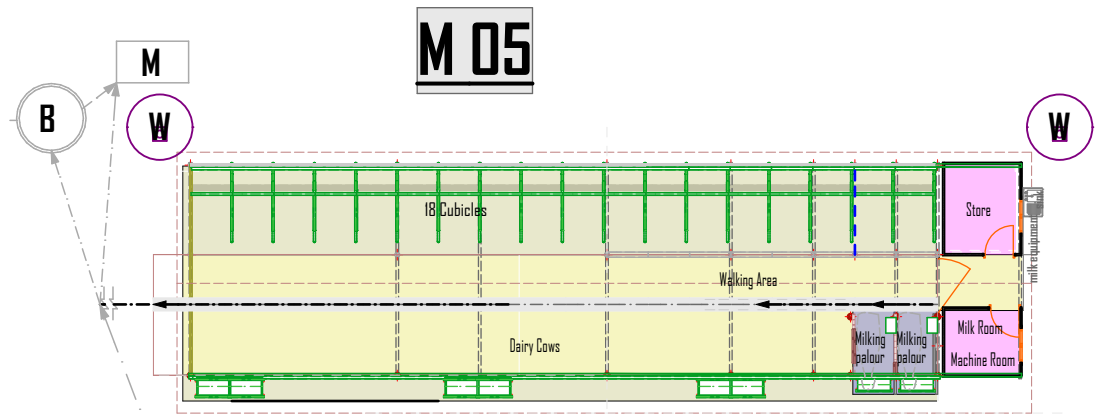 M 05
M
B
W
W
18 Cubicles
Store
milk equipment
Walking Area
Dairy Cows
Milking
palour
Milking
palour
Milk Room
Machine Room